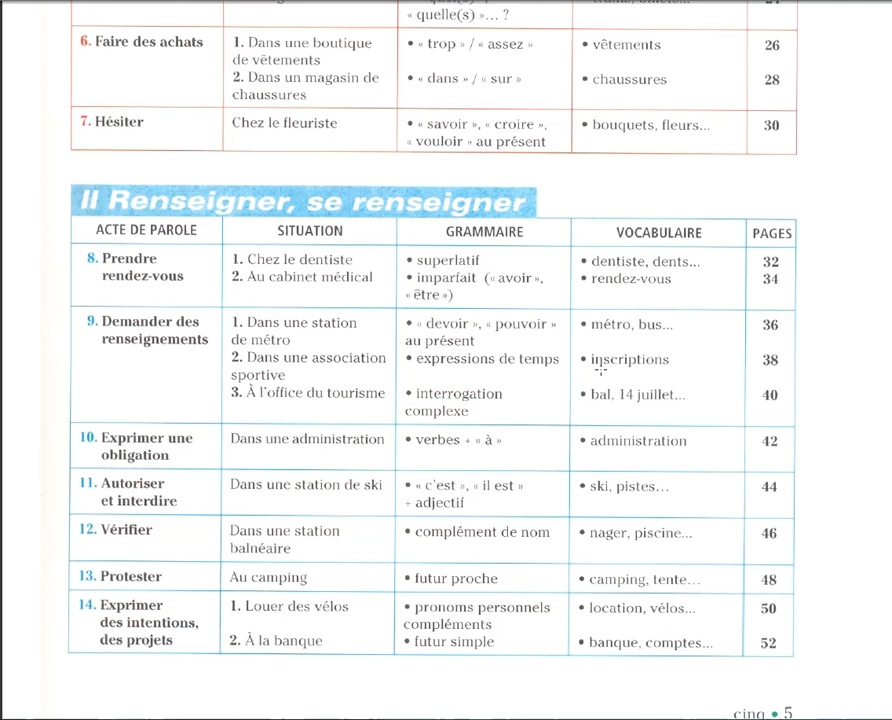 « quelle(s) »... ?
6. Faire des achats
1. Dans une boutique
de vêtements
• « trop » / « assez »
• vêtements
26
2. Dans un magasin de
chaussures
• « dans » / « sur »
• chaussures
28
7. Hésiter
Chez le fleuriste
• « savoir », « croire »,
« vouloir » au présent
• bouquets, fleurs...
30
II Renseigner, se renseigner
ACTE DE PAROLE
SITUATION
GRAMMAIRE
VOCABULAIRE
PAGES
8. Prendre
rendez-vous
1. Chez le dentiste
• superlatif
• dentiste, dents...
32
2. Au cabinet médical
• imparfait (« avoir »,
« être »)
• rendez-vous
34
9. Demander des
renseignements
1. Dans une station
de métro
• « devoir », « pouvoir »
au présent
• métro, bus...
36
2. Dans une association
sportive
• expressions de temps
• inscriptions
38
3. À l'office du tourisme
• interrogation
complexe
• bal, 14 juillet...
40
10. Exprimer une
obligation
Dans une administration
• verbes + « à »
• administration
42
11. Autoriser
et interdire
Dans une station de ski
• « c'est », « il est »
+ adjectif
• ski, pistes...
44
12. Vérifier
Dans une station
balnéaire
• complément de nom
• nager, piscine...
46
13. Protester
Au camping
• futur proche
• camping, tente...
48
14. Exprimer
des intentions,
des projets
1. Louer des vélos
• pronoms personnels
compléments
• location, vélos...
50
2. À la banque
• futur simple
• banque, comptes...
52
cinq • 5